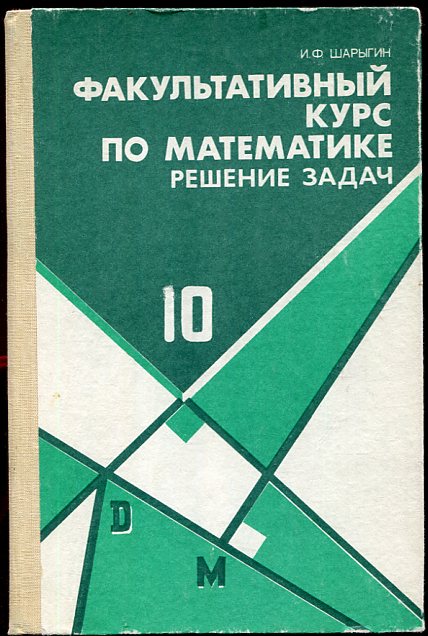 И.Ф. ШАРЫГИН
ФАКУЛЬТАТИВНЫЙ
КУРС
ПО МАТЕМАТИКЕ
РЕШЕНИЕ ЗАДАЧ
10
D
M